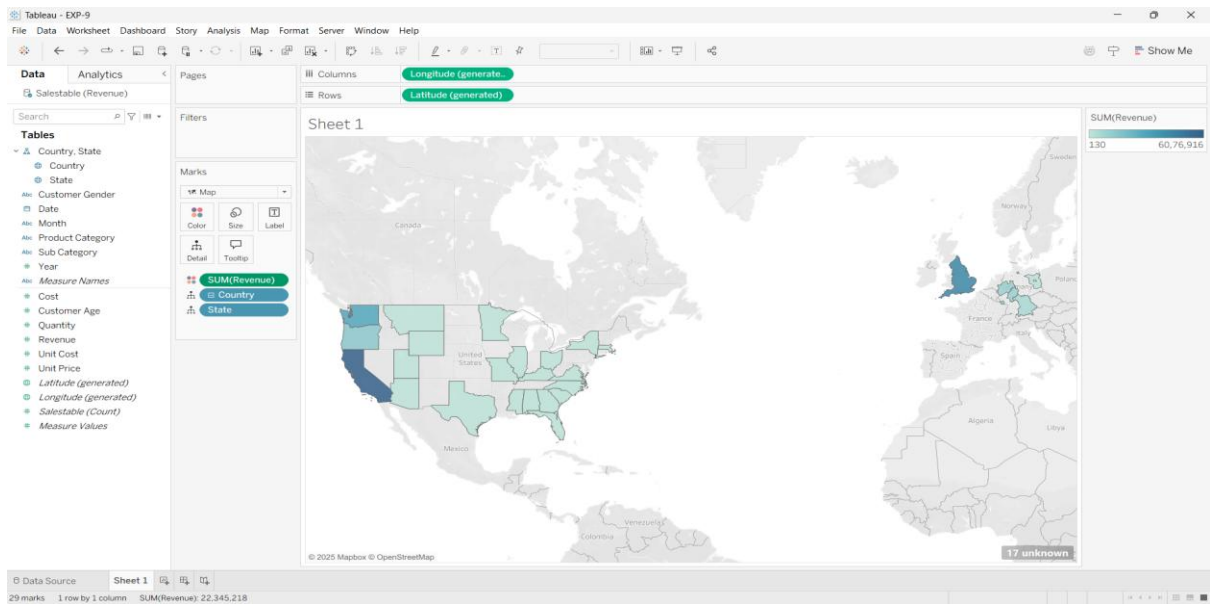 Tableau - EXP-9
File Data Worksheet Dashboard Story Analysis Map Format Server Window Help
Show Me
Data Analytics
Salestable (Revenue)
Search
Tables
Country, State
Country
State
Abc Customer Gender
Date
Abc Month
Abc Product Category
Abc Sub Category
# Year
Abc Measure Names
# Cost
# Customer Age
# Quantity
# Revenue
# Unit Cost
# Unit Price
Latitude (generated)
Longitude (generated)
# Salestable (Count)
# Measure Values
Pages
Filters
Marks
Map
Color Size Label
Detail Tooltip
SUM(Revenue)
Country
State
Columns Longitude (generate..
Rows Latitude (generated)
Sheet 1
Canada
United
States
Mexico
Venezuela
Colombia
Sweden
Norway
Poland
France
Italy
Spain
Algeria
Libya
© 2025 Mapbox © OpenStreetMap
17 unknown
SUM(Revenue)
130 60,76,916
Data Source Sheet 1
29 marks 1 row by 1 column SUM(Revenue): 22,345,218